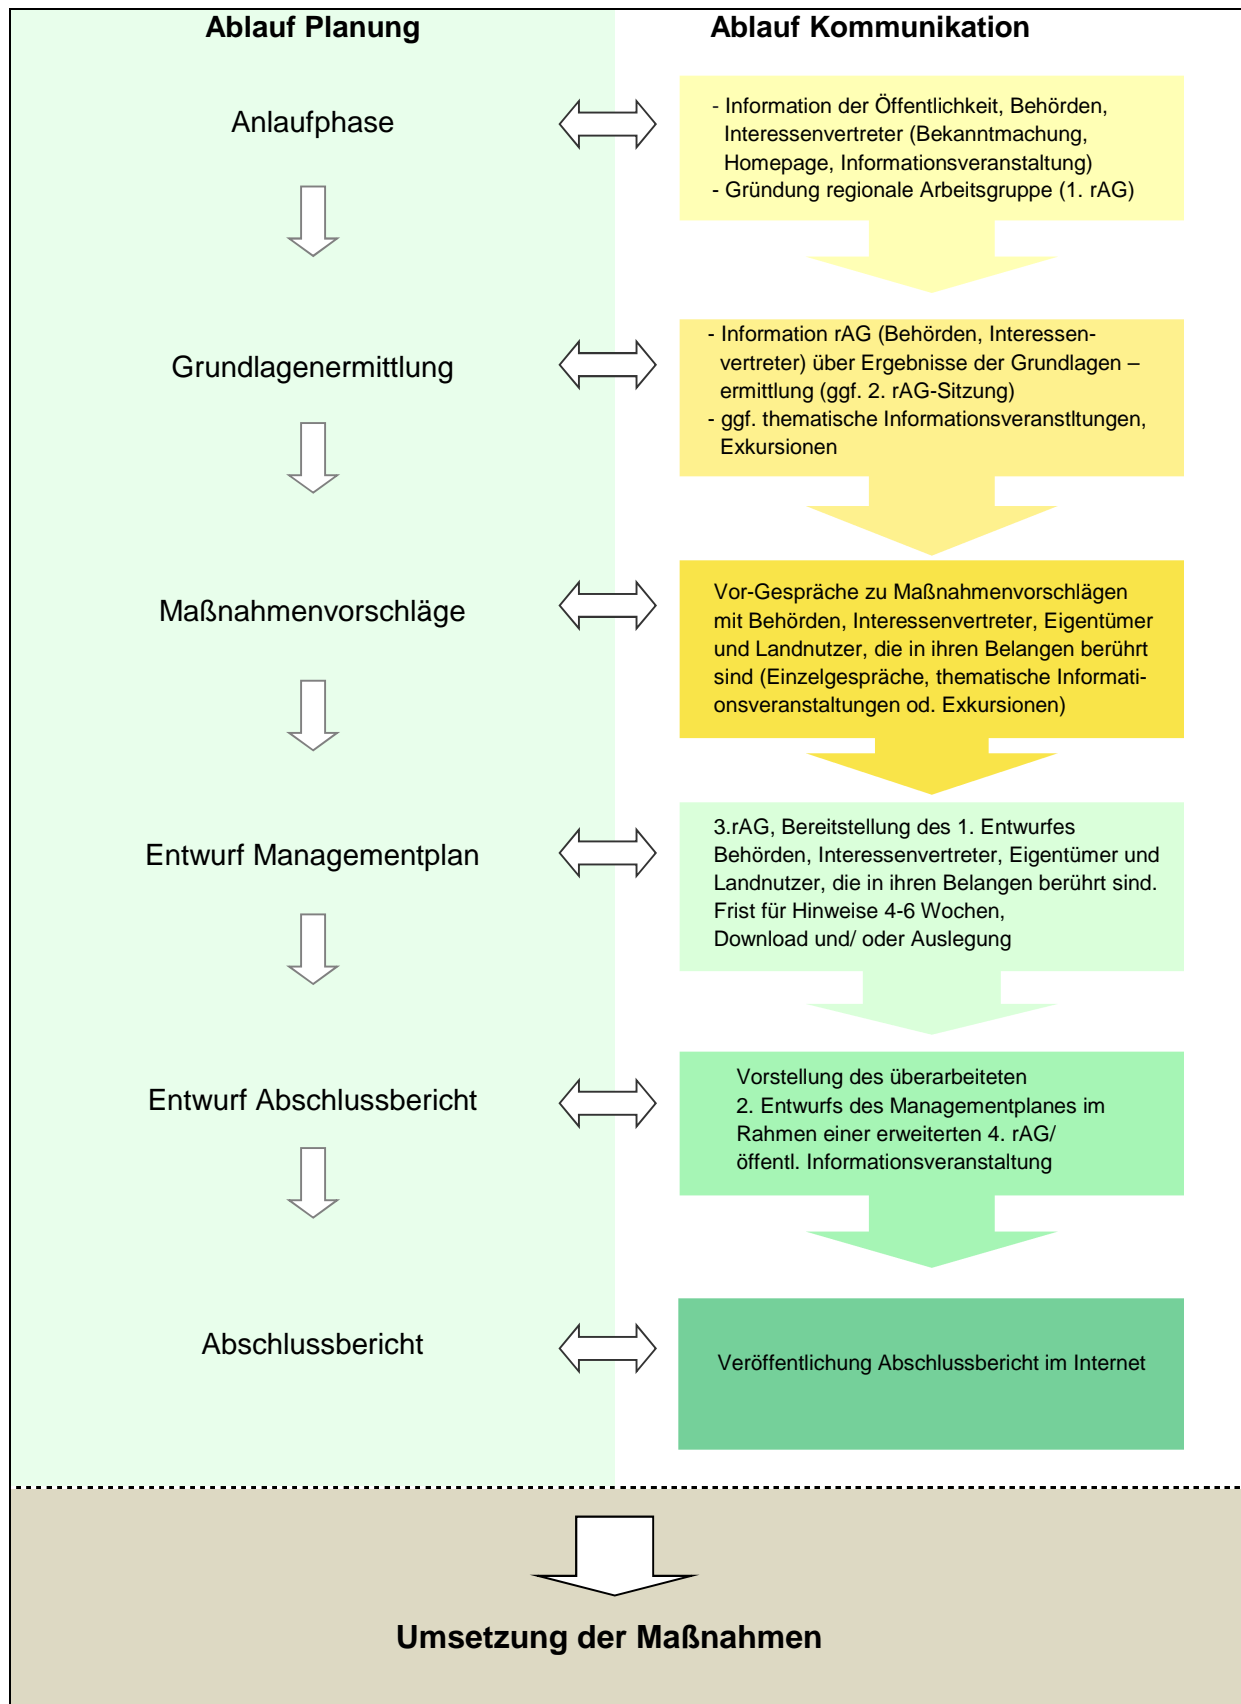 Ablauf Planung
Ablauf Kommunikation
Anlaufphase
- Information der Öffentlichkeit, Behörden,
Interessenvertreter (Bekanntmachung,
Homepage, Informationsveranstaltung)
- Gründung regionale Arbeitsgruppe (1. rAG)
Grundlagenermittlung
- Information rAG (Behörden, Interessen-
vertreter) über Ergebnisse der Grundlagen –
ermittlung (ggf. 2. rAG-Sitzung)
- ggf. thematische Informationsveranstltungen,
Exkursionen
Maßnahmenvorschläge
Vor-Gespräche zu Maßnahmenvorschlägen
mit Behörden, Interessenvertreter, Eigentümer
und Landnutzer, die in ihren Belangen berührt
sind (Einzelgespräche, thematische Informati-
onsveranstaltungen od. Exkursionen)
Entwurf Managementplan
3.rAG, Bereitstellung des 1. Entwurfes
Behörden, Interessenvertreter, Eigentümer und
Landnutzer, die in ihren Belangen berührt sind.
Frist für Hinweise 4-6 Wochen,
Download und/ oder Auslegung
Entwurf Abschlussbericht
Vorstellung des überarbeiteten
2. Entwurfs des Managementplanes im
Rahmen einer erweiterten 4. rAG/
öffentl. Informationsveranstaltung
Abschlussbericht
Veröffentlichung Abschlussbericht im Internet
Umsetzung der Maßnahmen